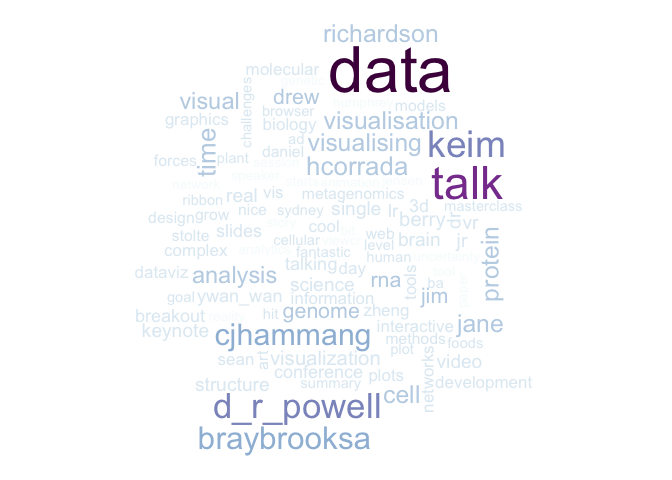 richardson
data
molecular
visual
drew
models
graphics
challenges
browser
biology
visualisation
time
ad
visualising
keim
daniel
forces
plant
hcorrada
talk
ribbon
real
vis
metagenomics
design
grow
nice
sydney
single
lr
3d
masterclass
berry
dr
vr
stolte
slides
cool
web
complex
cellular
level
brain
jr
fantastic
human
protein
dataviz
analysis
talking
day
rna
tools
ba
goal
ywan_wan
science
information
jim
breakout
hit
genome
zheng
keynote
cjhammang
interactive
jane
methods
foods
sean
art
visualization
plot
video
conference
networks
structure
summary
plots
development
d_r_powell
cell
braybrooksa